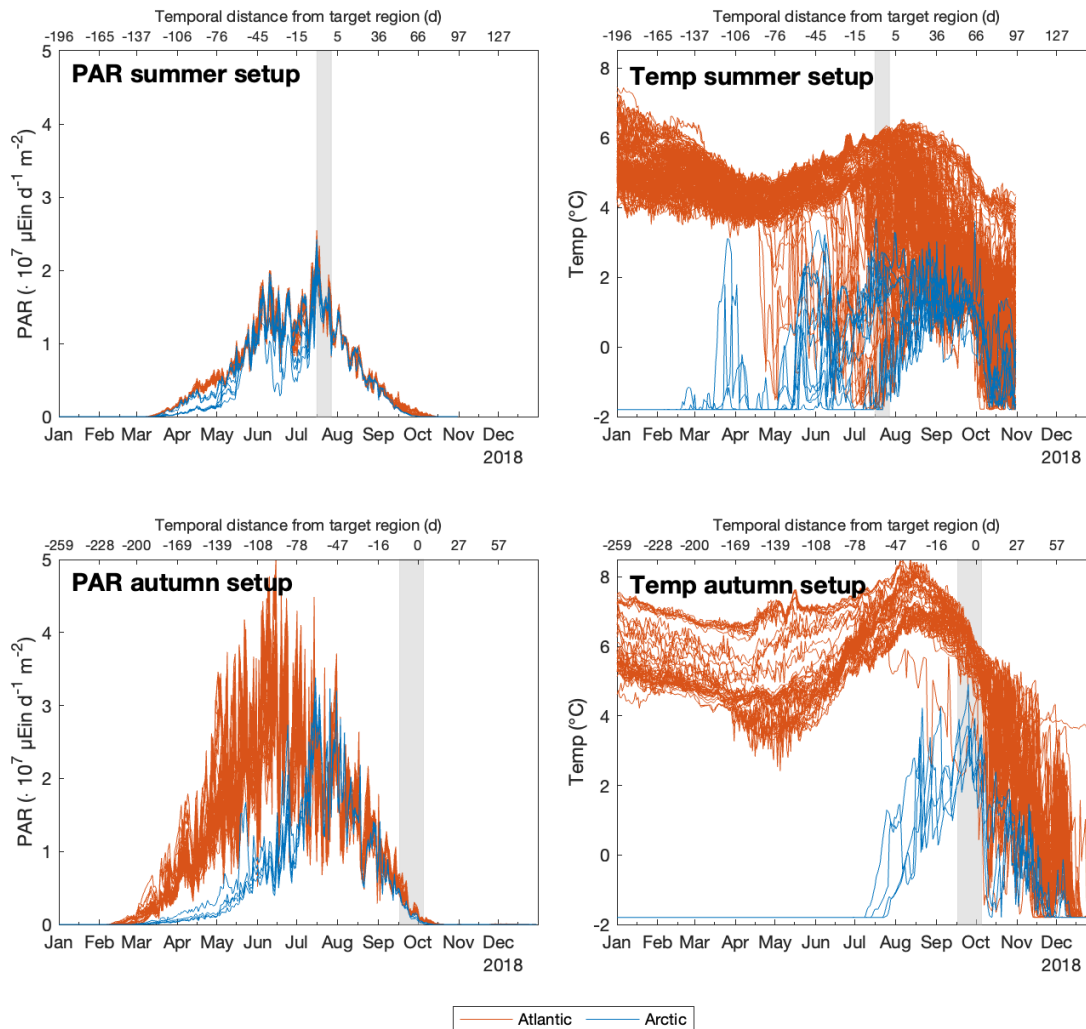 Temporal distance from target region (d)
-196 -165 -137 -106 -76 -45 -15 5 36 66 97 127
PAR summer setup
5
4
3
2
1
0
PAR ( · 10⁷ µEin d⁻¹ m⁻²)
Jan Feb Mar Apr May Jun Jul Aug Sep Oct Nov Dec
2018
Temporal distance from target region (d)
-196 -165 -137 -106 -76 -45 -15 5 36 66 97 127
Temp summer setup
8
6
4
2
0
-2
Temp (°C)
Jan Feb Mar Apr May Jun Jul Aug Sep Oct Nov Dec
2018
Temporal distance from target region (d)
-259 -228 -200 -169 -139 -108 -78 -47 -16 0 27 57
PAR autumn setup
5
4
3
2
1
0
PAR ( · 10⁷ µEin d⁻¹ m⁻²)
Jan Feb Mar Apr May Jun Jul Aug Sep Oct Nov Dec
2018
Temporal distance from target region (d)
-259 -228 -200 -169 -139 -108 -78 -47 -16 0 27 57
Temp autumn setup
8
6
4
2
0
-2
Temp (°C)
Jan Feb Mar Apr May Jun Jul Aug Sep Oct Nov Dec
2018
Atlantic Arctic